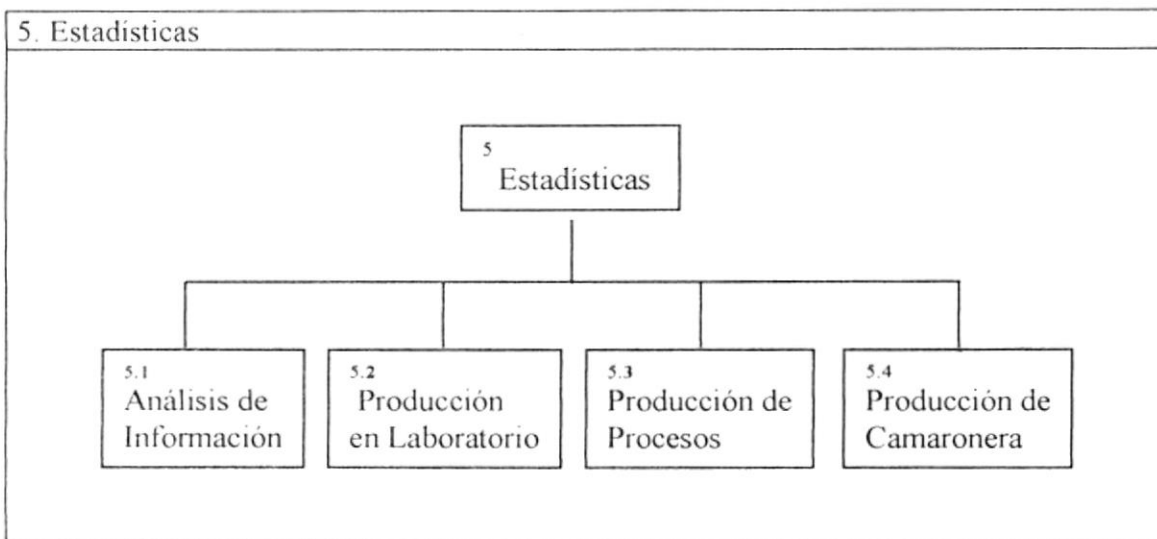 5. Estadísticas
5
Estadísticas
5.1
Análisis de
Información
5.2
Producción
en Laboratorio
5.3
Producción de
Procesos
5.4
Producción de
Camaronera